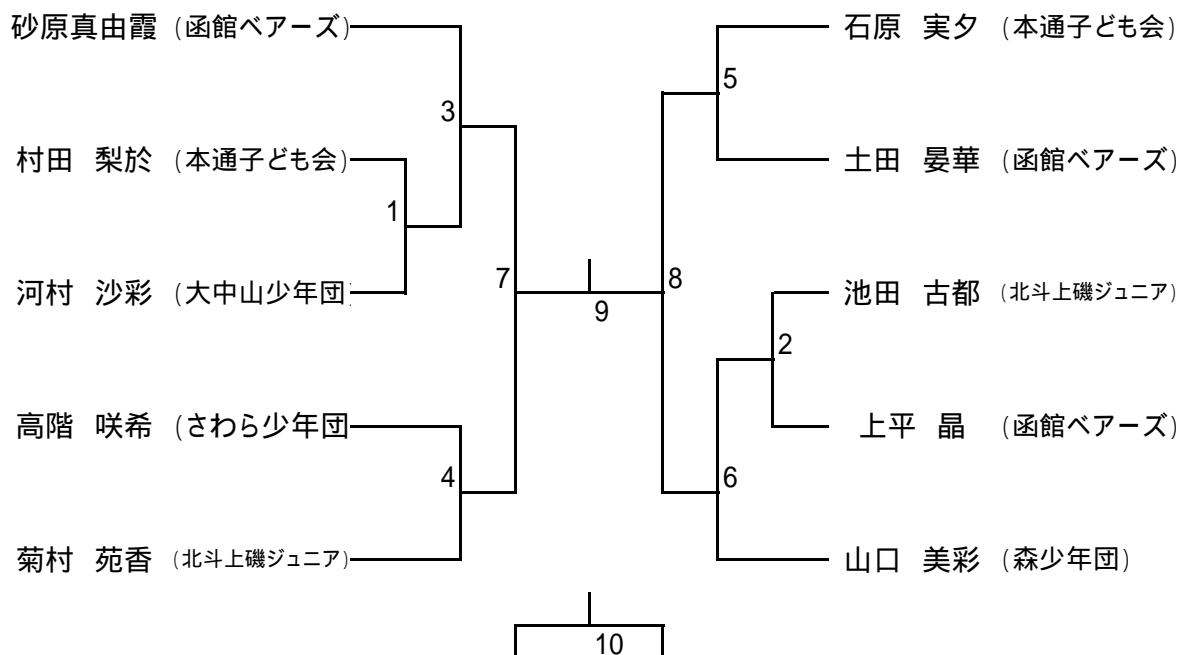 砂原真由霞 (函館ベアーズ) 石原 実夕 (本通子ども会)
5
3
村田 梨於 (本通子ども会) 土田 晏華 (函館ベアーズ)
1
河村 沙彩 (大中山少年団) 7 9 8 池田 古都 (北斗上磯ジュニア)
2
高階 咲希 (さわら少年団 上平 晶 (函館ベアーズ)
4 6
菊村 苑香 (北斗上磯ジュニア) 山口 美彩 (森少年団)
10